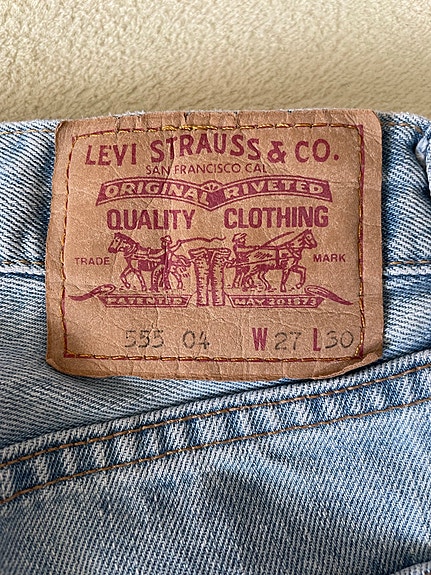 LEVI STRAUSS & CO.
SAN FRANCISCO CAL
ORIGINAL RIVETED
QUALITY CLOTHING
TRADE MARK
PATENTED MAY 20 1873
555 04 W 27 L 30